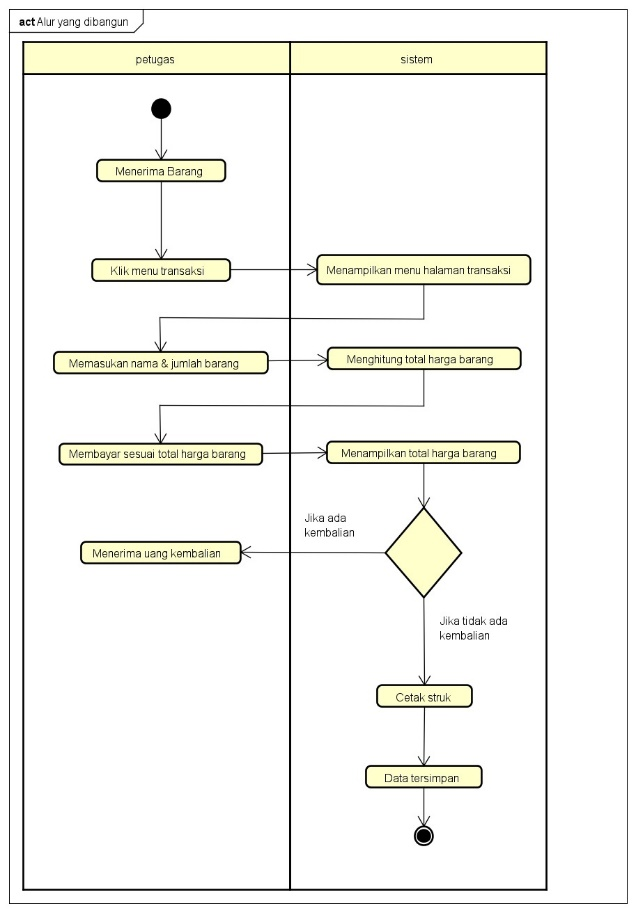 act Alur yang dibangun
petugas
sistem
Menerima Barang
Klik menu transaksi
Menampilkan menu halaman transaksi
Memasukan nama & jumlah barang
Menghitung total harga barang
Membayar sesuai total harga barang
Menampilkan total harga barang
Jika ada
kembalian
Menerima uang kembalian
Jika tidak ada
kembalian
Cetak struk
Data tersimpan